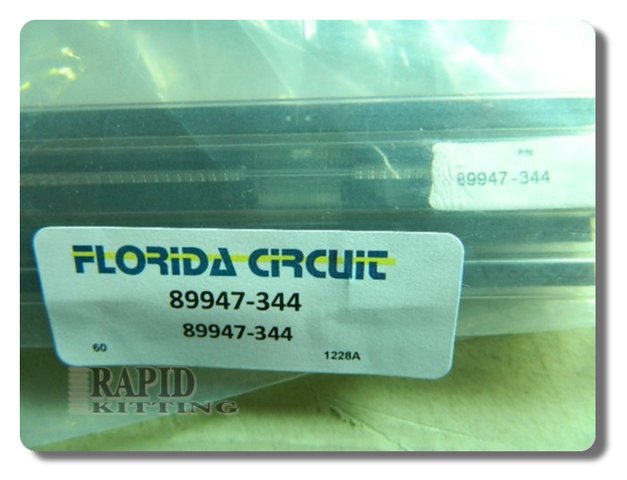 P/N
89947-344
FLORIDA CIRCUIT
89947-344
89947-344
60 1228A
RAPID
KITTING